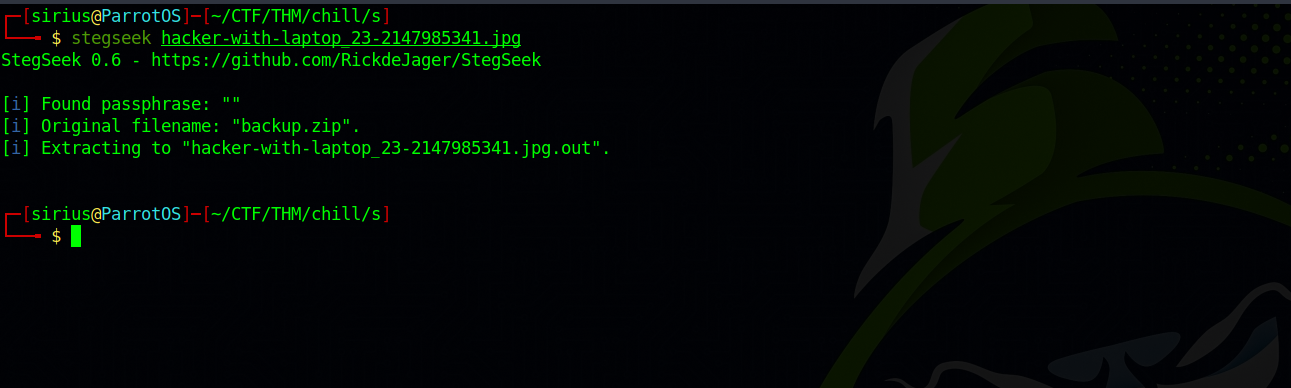 ┌─[sirius@ParrotOS]─[~/CTF/THM/chill/s]
└──╼ $ stegseek hacker-with-laptop_23-2147985341.jpg
StegSeek 0.6 - https://github.com/RickdeJager/StegSeek
[i] Found passphrase: ""
[i] Original filename: "backup.zip".
[i] Extracting to "hacker-with-laptop_23-2147985341.jpg.out".
┌─[sirius@ParrotOS]─[~/CTF/THM/chill/s]
└──╼ $